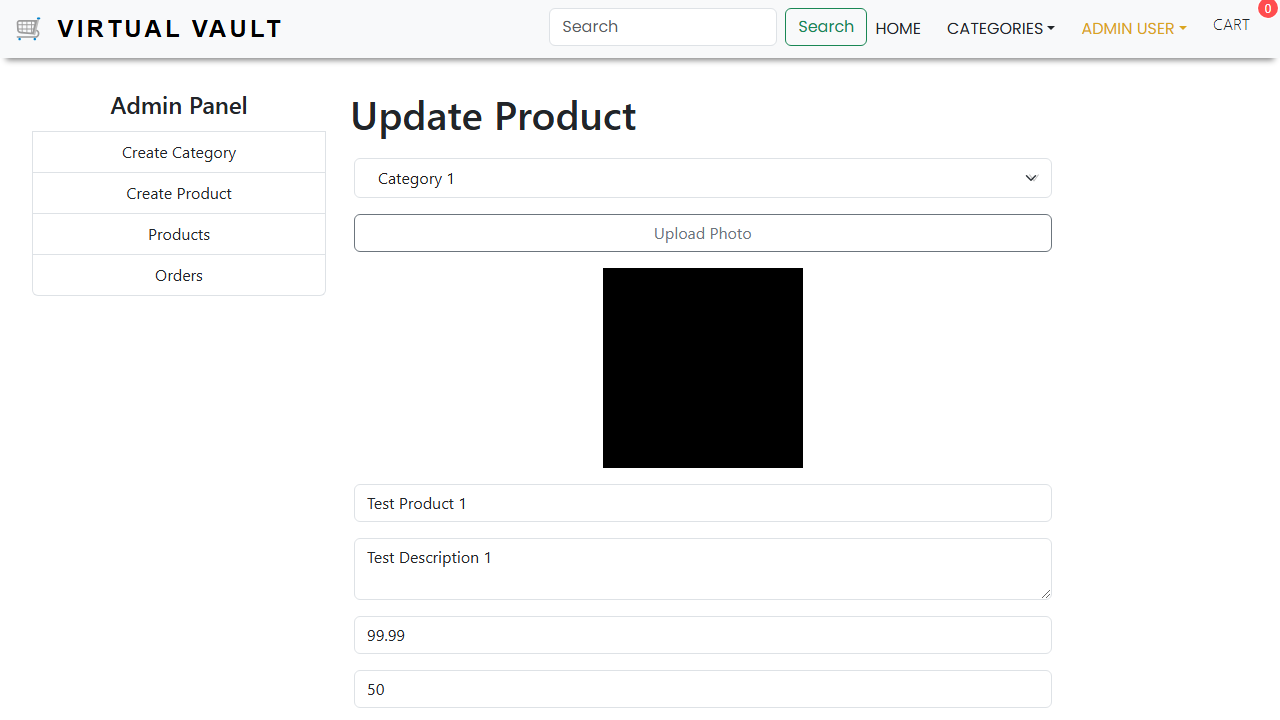 VIRTUAL VAULT
Search
Search
HOME
CATEGORIES
ADMIN USER
CART
0
Admin Panel
Create Category
Create Product
Products
Orders
Update Product
Category 1
Upload Photo
Test Product 1
Test Description 1
99.99
50